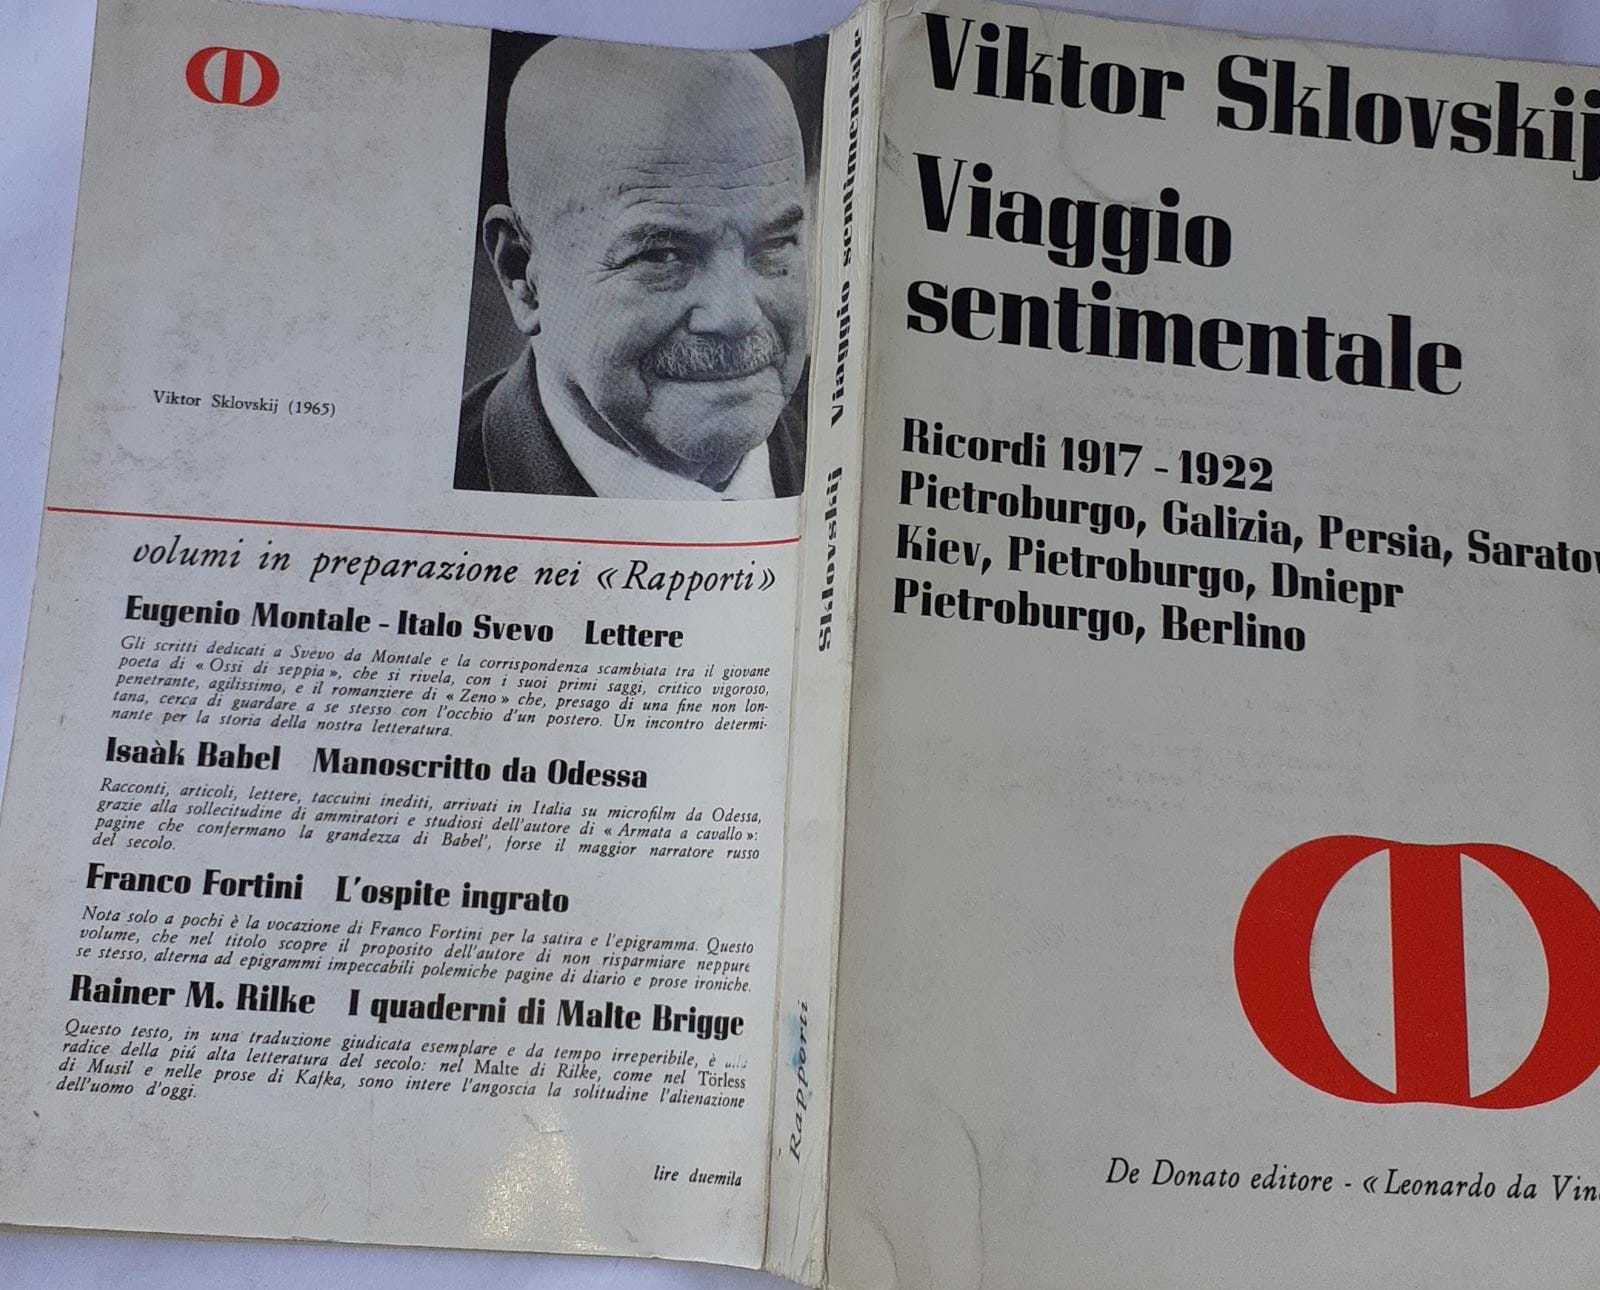 Viktor Sklovskij (1965)
volumi in preparazione nei «Rapporti»
Eugenio Montale - Italo Svevo Lettere
Gli scritti dedicati a Svevo da Montale e la corrispondenza scambiata tra il giovane
poeta di «Ossi di seppia», che si rivela, con i suoi primi saggi, critico vigoroso,
penetrante, agilissimo, e il romanziere di «Zeno» che, presago di una fine non lon-
tana, cerca di guardare a se stesso con l'occhio d'un postero. Un incontro determi-
nante per la storia della nostra letteratura.
Isaàk Babel Manoscritto da Odessa
Racconti, articoli, lettere, taccuini inediti, arrivati in Italia su microfilm da Odessa,
grazie alla sollecitudine di ammiratori e studiosi dell'autore di «Armata a cavallo»:
pagine che confermano la grandezza di Babel', forse il maggior narratore russo
del secolo.
Franco Fortini L'ospite ingrato
Nota solo a pochi è la vocazione di Franco Fortini per la satira e l'epigramma. Questo
volume, che nel titolo scopre il proposito dell'autore di non risparmiare neppure
se stesso, alterna ad epigrammi impeccabili polemiche pagine di diario e prose ironiche.
Rainer M. Rilke I quaderni di Malte Brigge
Questo testo, in una traduzione giudicata esemplare e da tempo irreperibile, è
radice della piú alta letteratura del secolo: nel Malte di Rilke, come nel Törless
di Musil e nelle prose di Kafka, sono intere l'angoscia la solitudine l'alienazione
dell'uomo d'oggi.
lire duemila
Sklovskij Viaggio sentimentale
Rapporti
Viktor Sklovskij
Viaggio
sentimentale
Ricordi 1917 - 1922
Pietroburgo, Galizia, Persia, Saratov
Kiev, Pietroburgo, Dniepr
Pietroburgo, Berlino
De Donato editore - «Leonardo da Vin